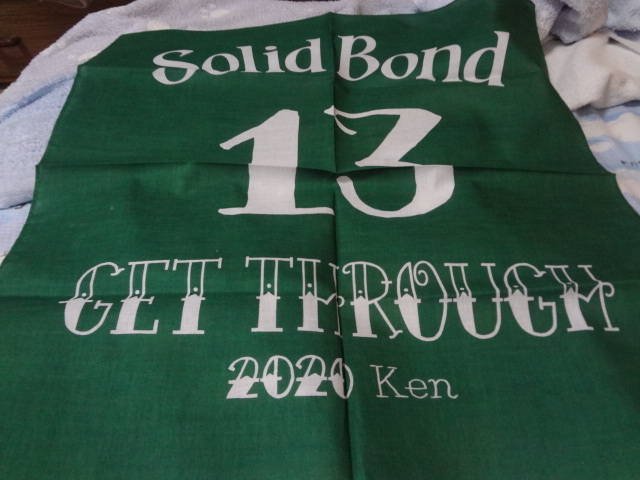 Solid Bond
13
GET THROUGH
2020 Ken